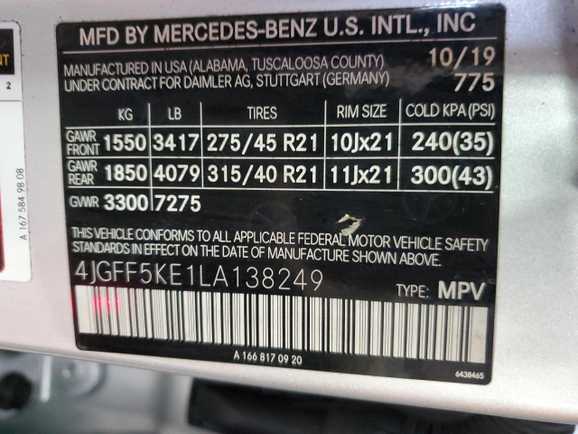 MFD BY MERCEDES-BENZ U.S. INTL., INC
MANUFACTURED IN USA (ALABAMA, TUSCALOOSA COUNTY) 10/19
UNDER CONTRACT FOR DAIMLER AG, STUTTGART (GERMANY) 775
KG LB TIRES RIM SIZE COLD KPA (PSI)
GAWR FRONT 1550 3417 275/45 R21 10Jx21 240(35)
GAWR REAR 1850 4079 315/40 R21 11Jx21 300(43)
GVWR 3300 7275
THIS VEHICLE CONFORMS TO ALL APPLICABLE FEDERAL MOTOR VEHICLE SAFETY
STANDARDS IN EFFECT ON THE DATE OF MANUFACTURE SHOWN ABOVE.
4JGFF5KE1LA138249 TYPE: MPV
A 166 817 09 20
6438465
A 167 584 98 08
2